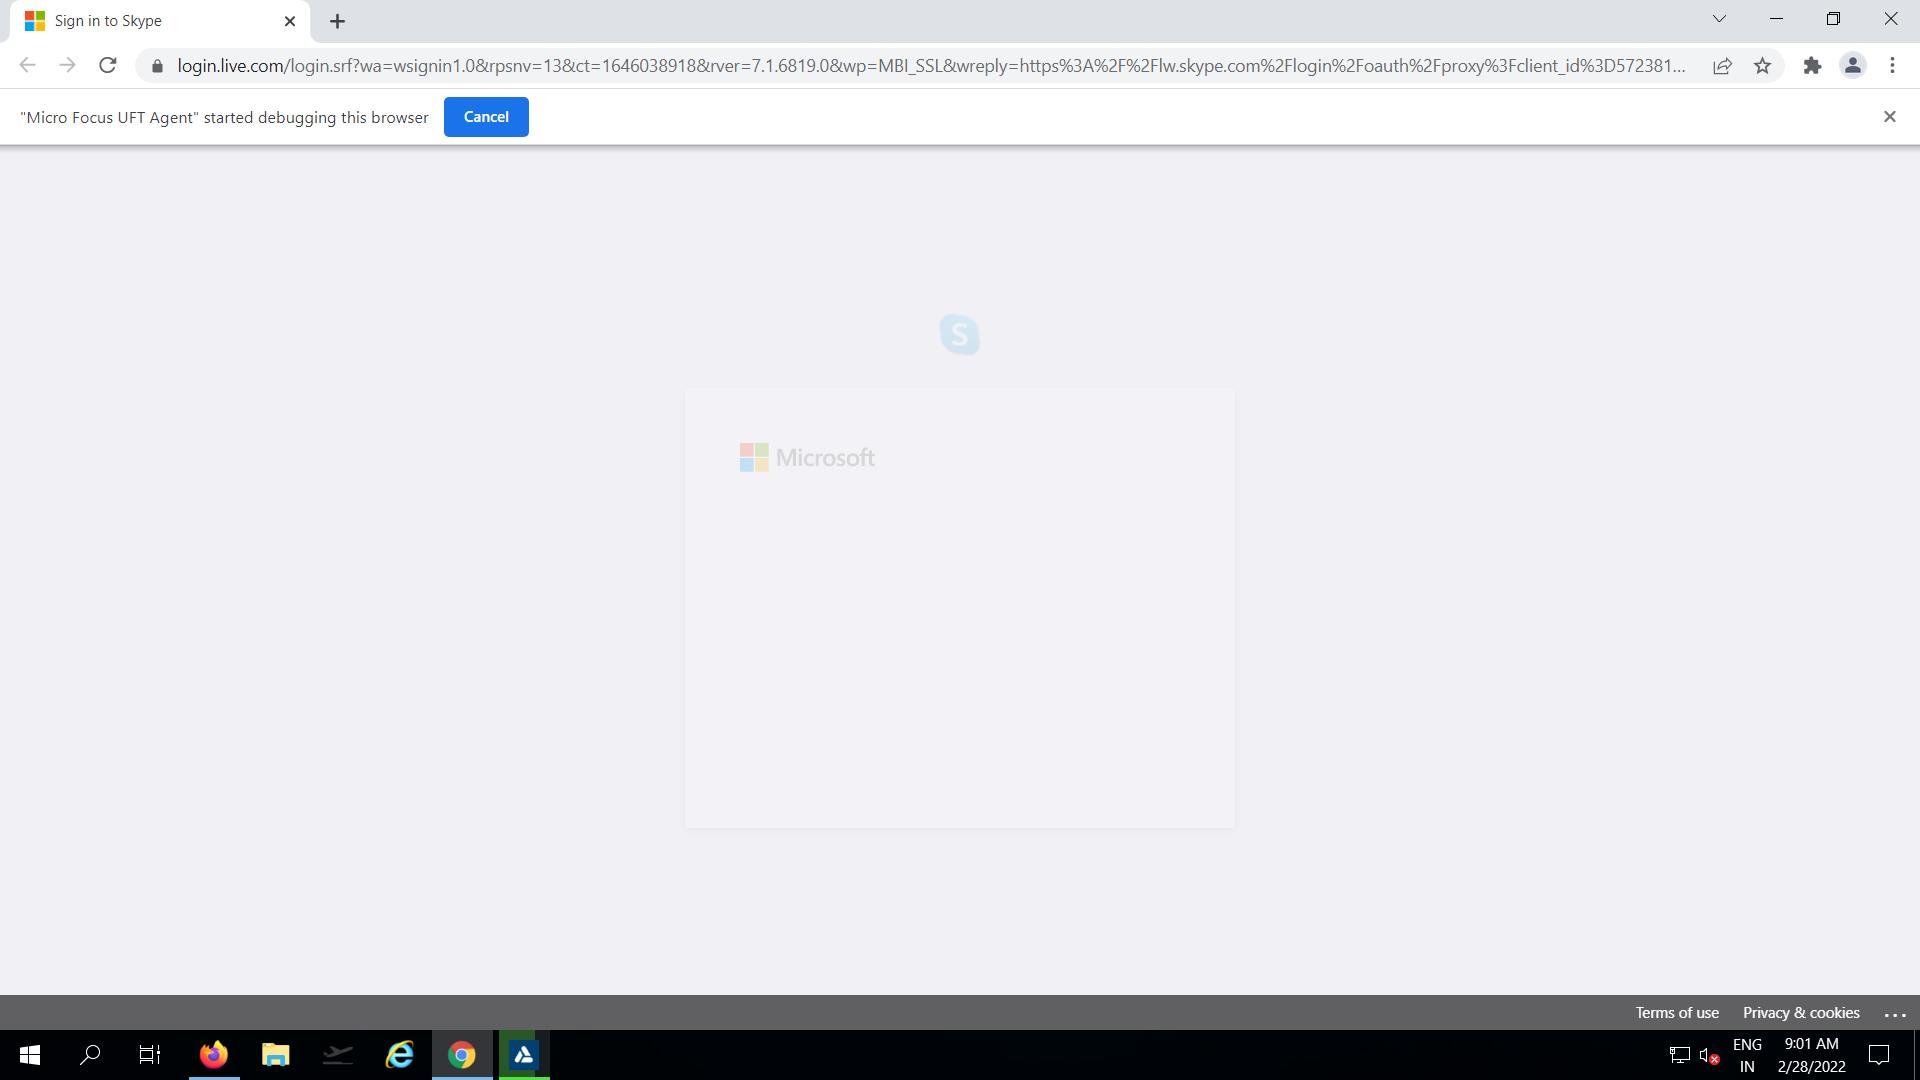 Sign in to Skype
login.live.com/login.srf?wa=wsignin1.0&rpsnv=13&ct=1646038918&rver=7.1.6819.0&wp=MBI_SSL&wreply=https%3A%2F%2Flw.skype.com%2Flogin%2Foauth%2Fproxy%3Fclient_id%3D572381...
"Micro Focus UFT Agent" started debugging this browser Cancel
S
Microsoft
Terms of use Privacy & cookies ...
ENG 9:01 AM
IN 2/28/2022